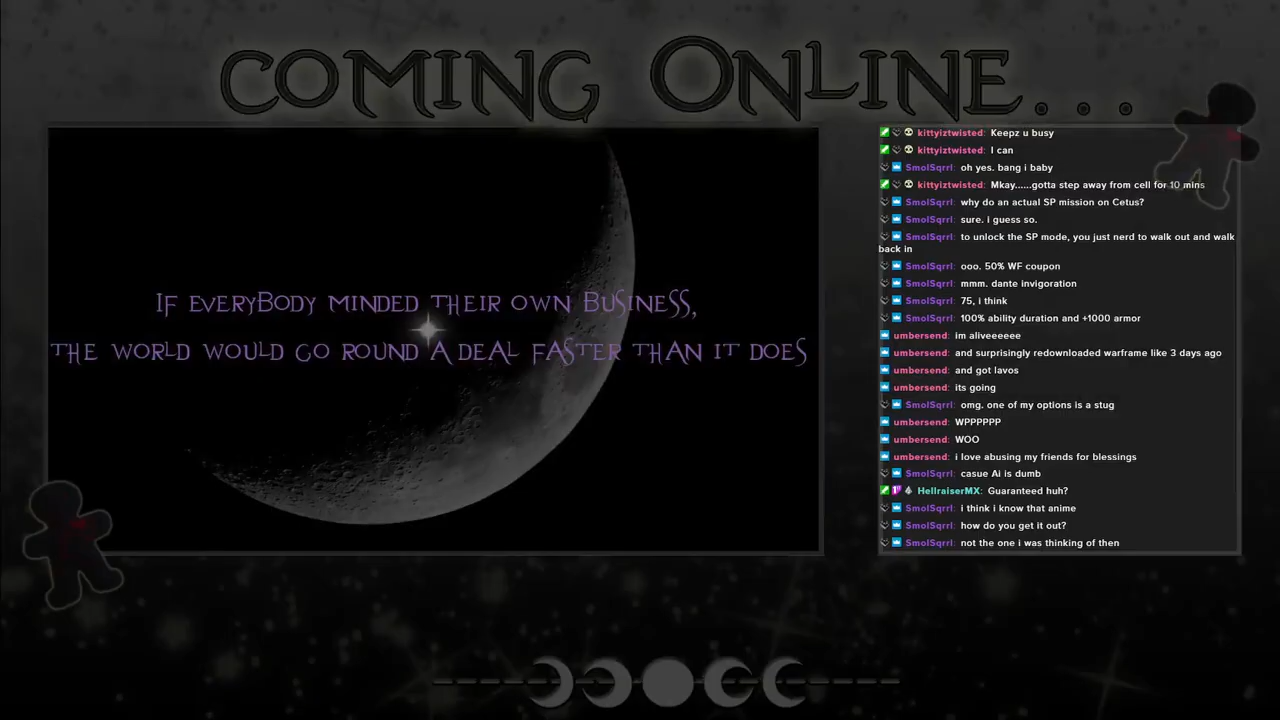 COMING ONLINE...
IF EVERYBODY MINDED THEIR OWN BUSINESS,
THE WORLD WOULD GO ROUND A DEAL FASTER THAN IT DOES
kittyiztwisted: Keepz u busy
kittyiztwisted: I can
SmolSqrrl: oh yes. bang i baby
kittyiztwisted: Mkay......gotta step away from cell for 10 mins
SmolSqrrl: why do an actual SP mission on Cetus?
SmolSqrrl: sure. i guess so.
SmolSqrrl: to unlock the SP mode, you just nerd to walk out and walk
back in
SmolSqrrl: ooo. 50% WF coupon
SmolSqrrl: mmm. dante invigoration
SmolSqrrl: 75, i think
SmolSqrrl: 100% ability duration and +1000 armor
umbersend: im aliveeeeee
umbersend: and surprisingly redownloaded warframe like 3 days ago
umbersend: and got lavos
umbersend: its going
SmolSqrrl: omg. one of my options is a stug
umbersend: WPPPPPP
umbersend: WOO
umbersend: i love abusing my friends for blessings
SmolSqrrl: casue Ai is dumb
HellraiserMX: Guaranteed huh?
SmolSqrrl: i think i know that anime
SmolSqrrl: how do you get it out?
SmolSqrrl: not the one i was thinking of then